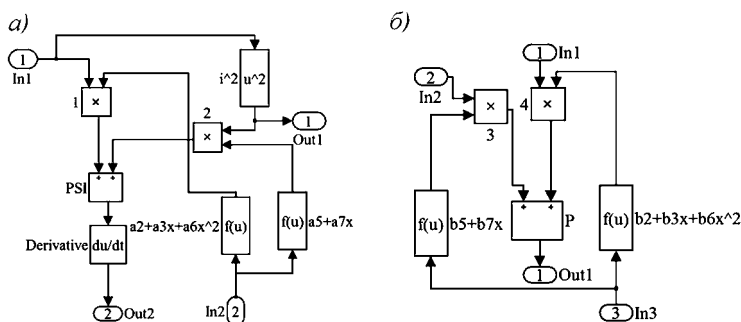 а)
1
In1
i^2
u^2
1
×
2
×
1
Out1
PSI
+ +
a2+a3x+a6x^2
f(u)
f(u)
a5+a7x
Derivative
du/dt
2
Out2
In2
2
б)
1
In1
2
In2
×
3
4
×
f(u)
b5+b7x
+ +
P
f(u)
b2+b3x+b6x^2
1
Out1
3
In3